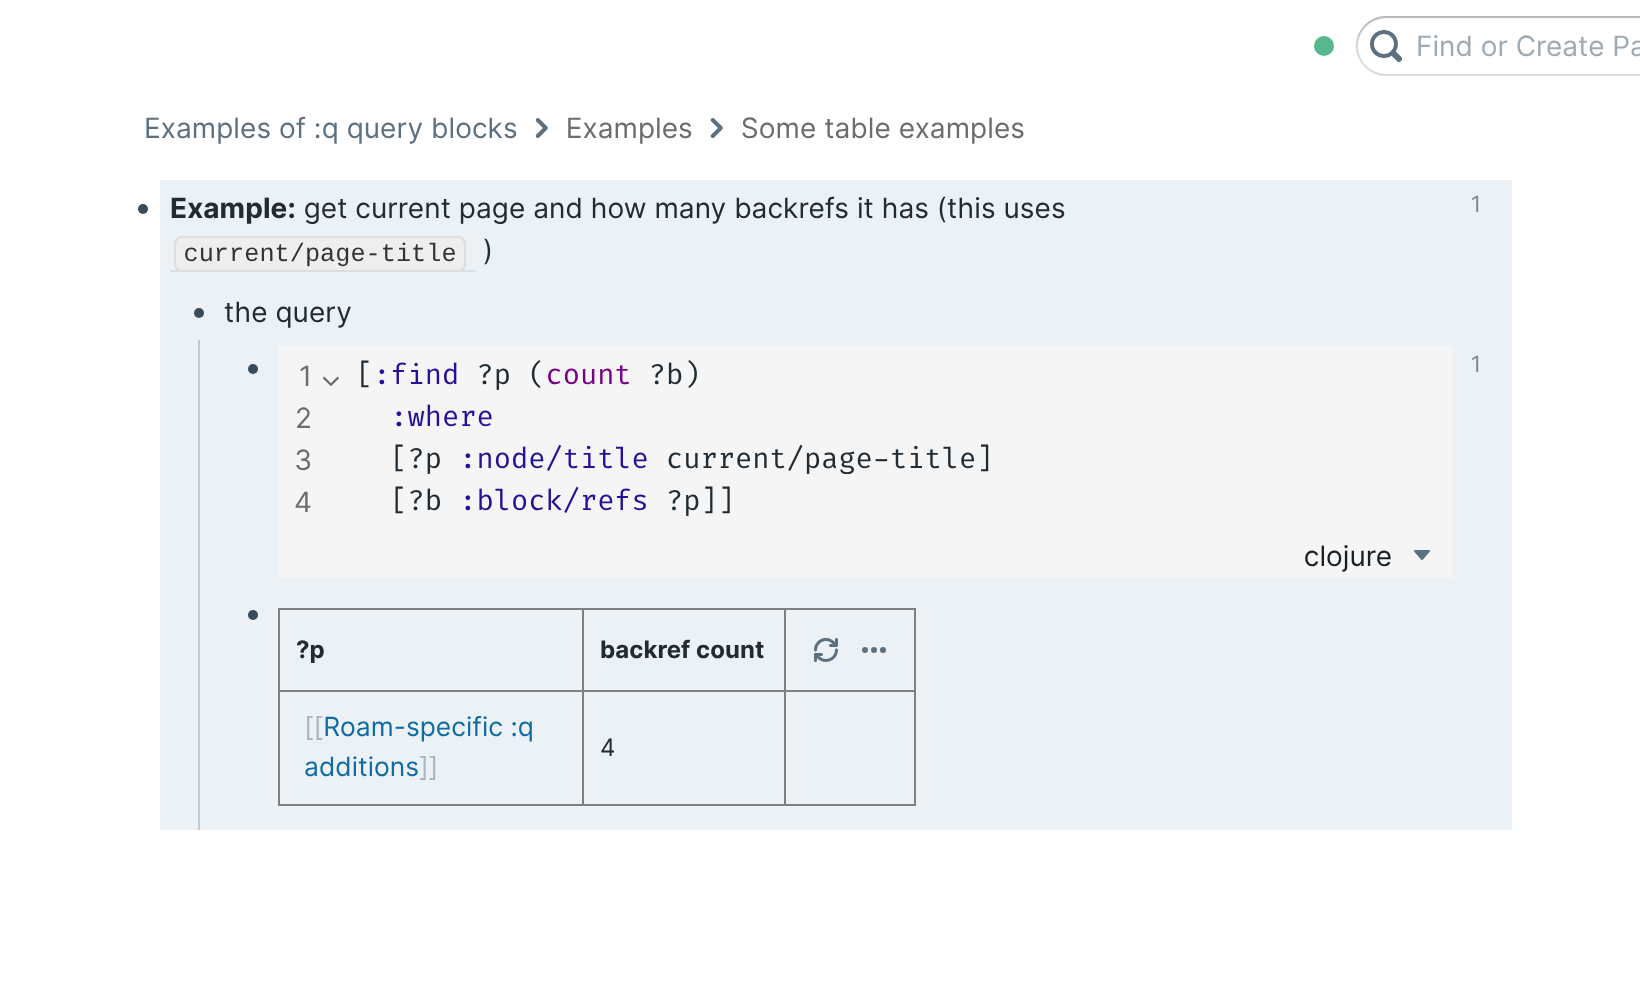 Find or Create Pa
Examples of :q query blocks > Examples > Some table examples
Example: get current page and how many backrefs it has (this uses 1
current/page-title )
the query
1 [:find ?p (count ?b) 1
2 :where
3 [?p :node/title current/page-title]
4 [?b :block/refs ?p]]
clojure
?p backref count
[[Roam-specific :q
additions]]
4